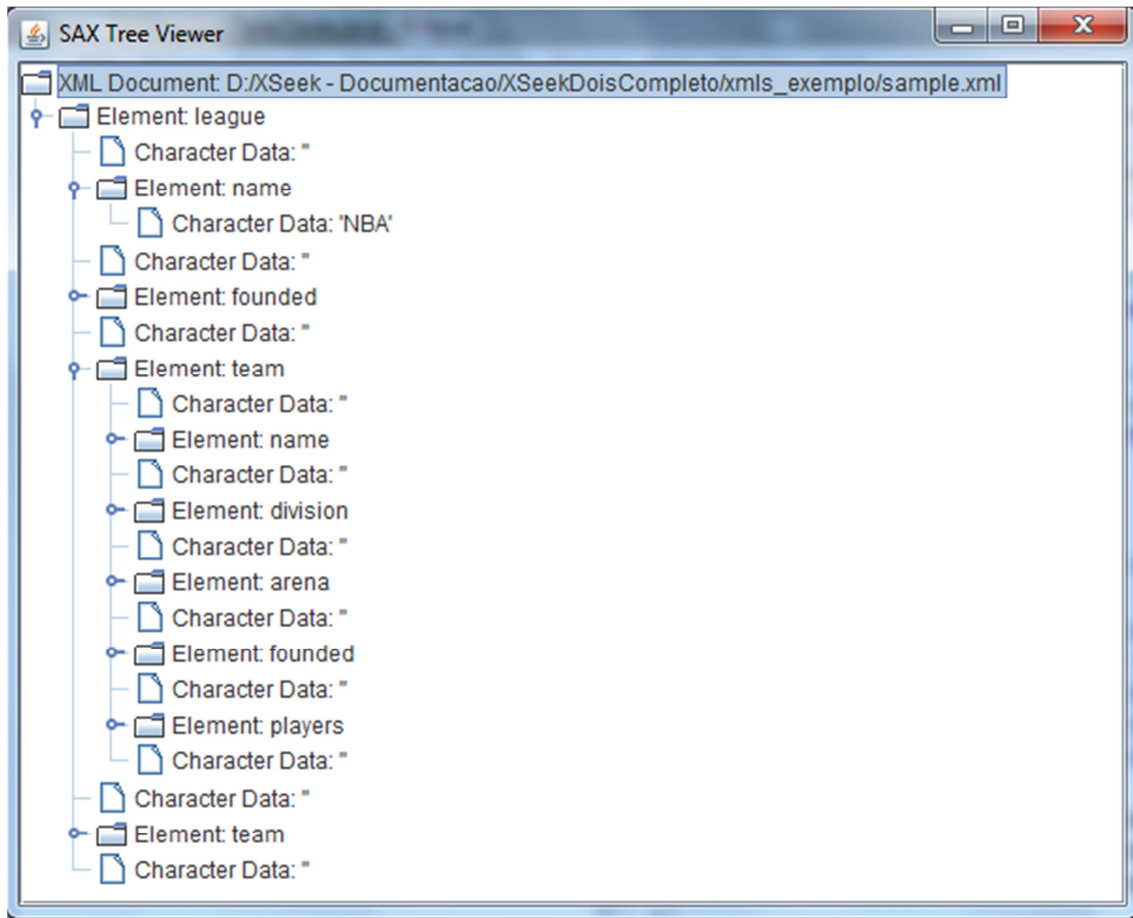 SAX Tree Viewer
XML Document: D:/XSeek - Documentacao/XSeekDoisCompleto/xmls_exemplo/sample.xml
Element: league
Character Data: ''
Element: name
Character Data: 'NBA'
Character Data: ''
Element: founded
Character Data: ''
Element: team
Character Data: ''
Element: name
Character Data: ''
Element: division
Character Data: ''
Element: arena
Character Data: ''
Element: founded
Character Data: ''
Element: players
Character Data: ''
Character Data: ''
Element: team
Character Data: ''